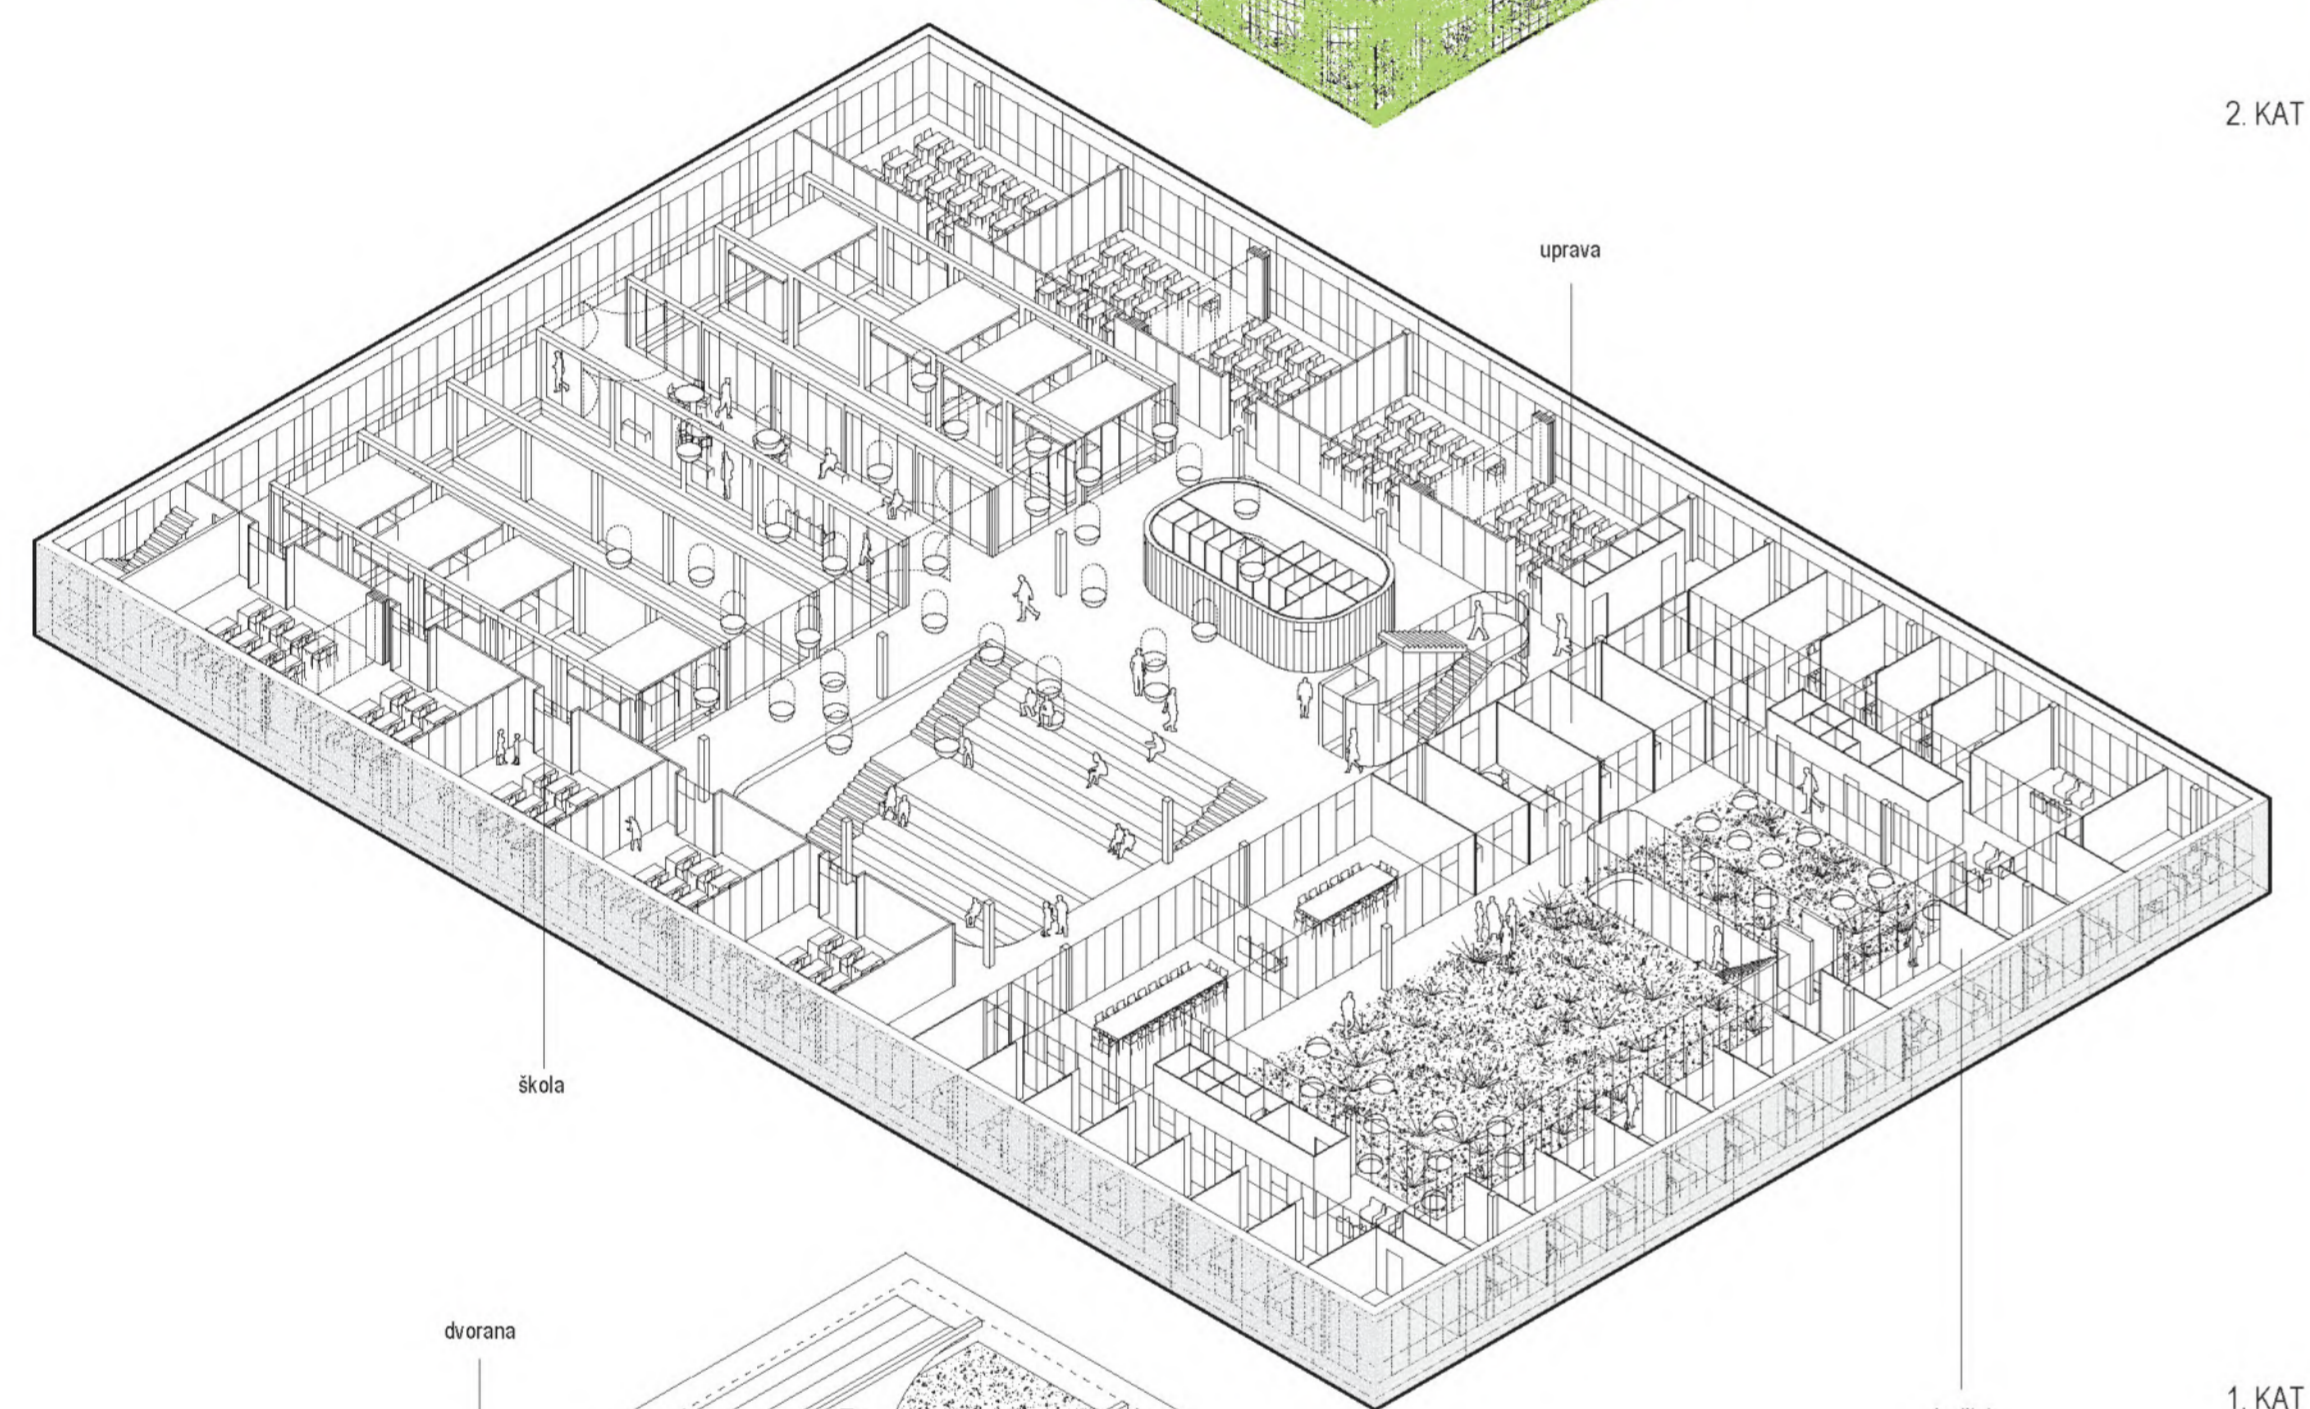 2. KAT
uprava
škola
dvorana
1. KAT